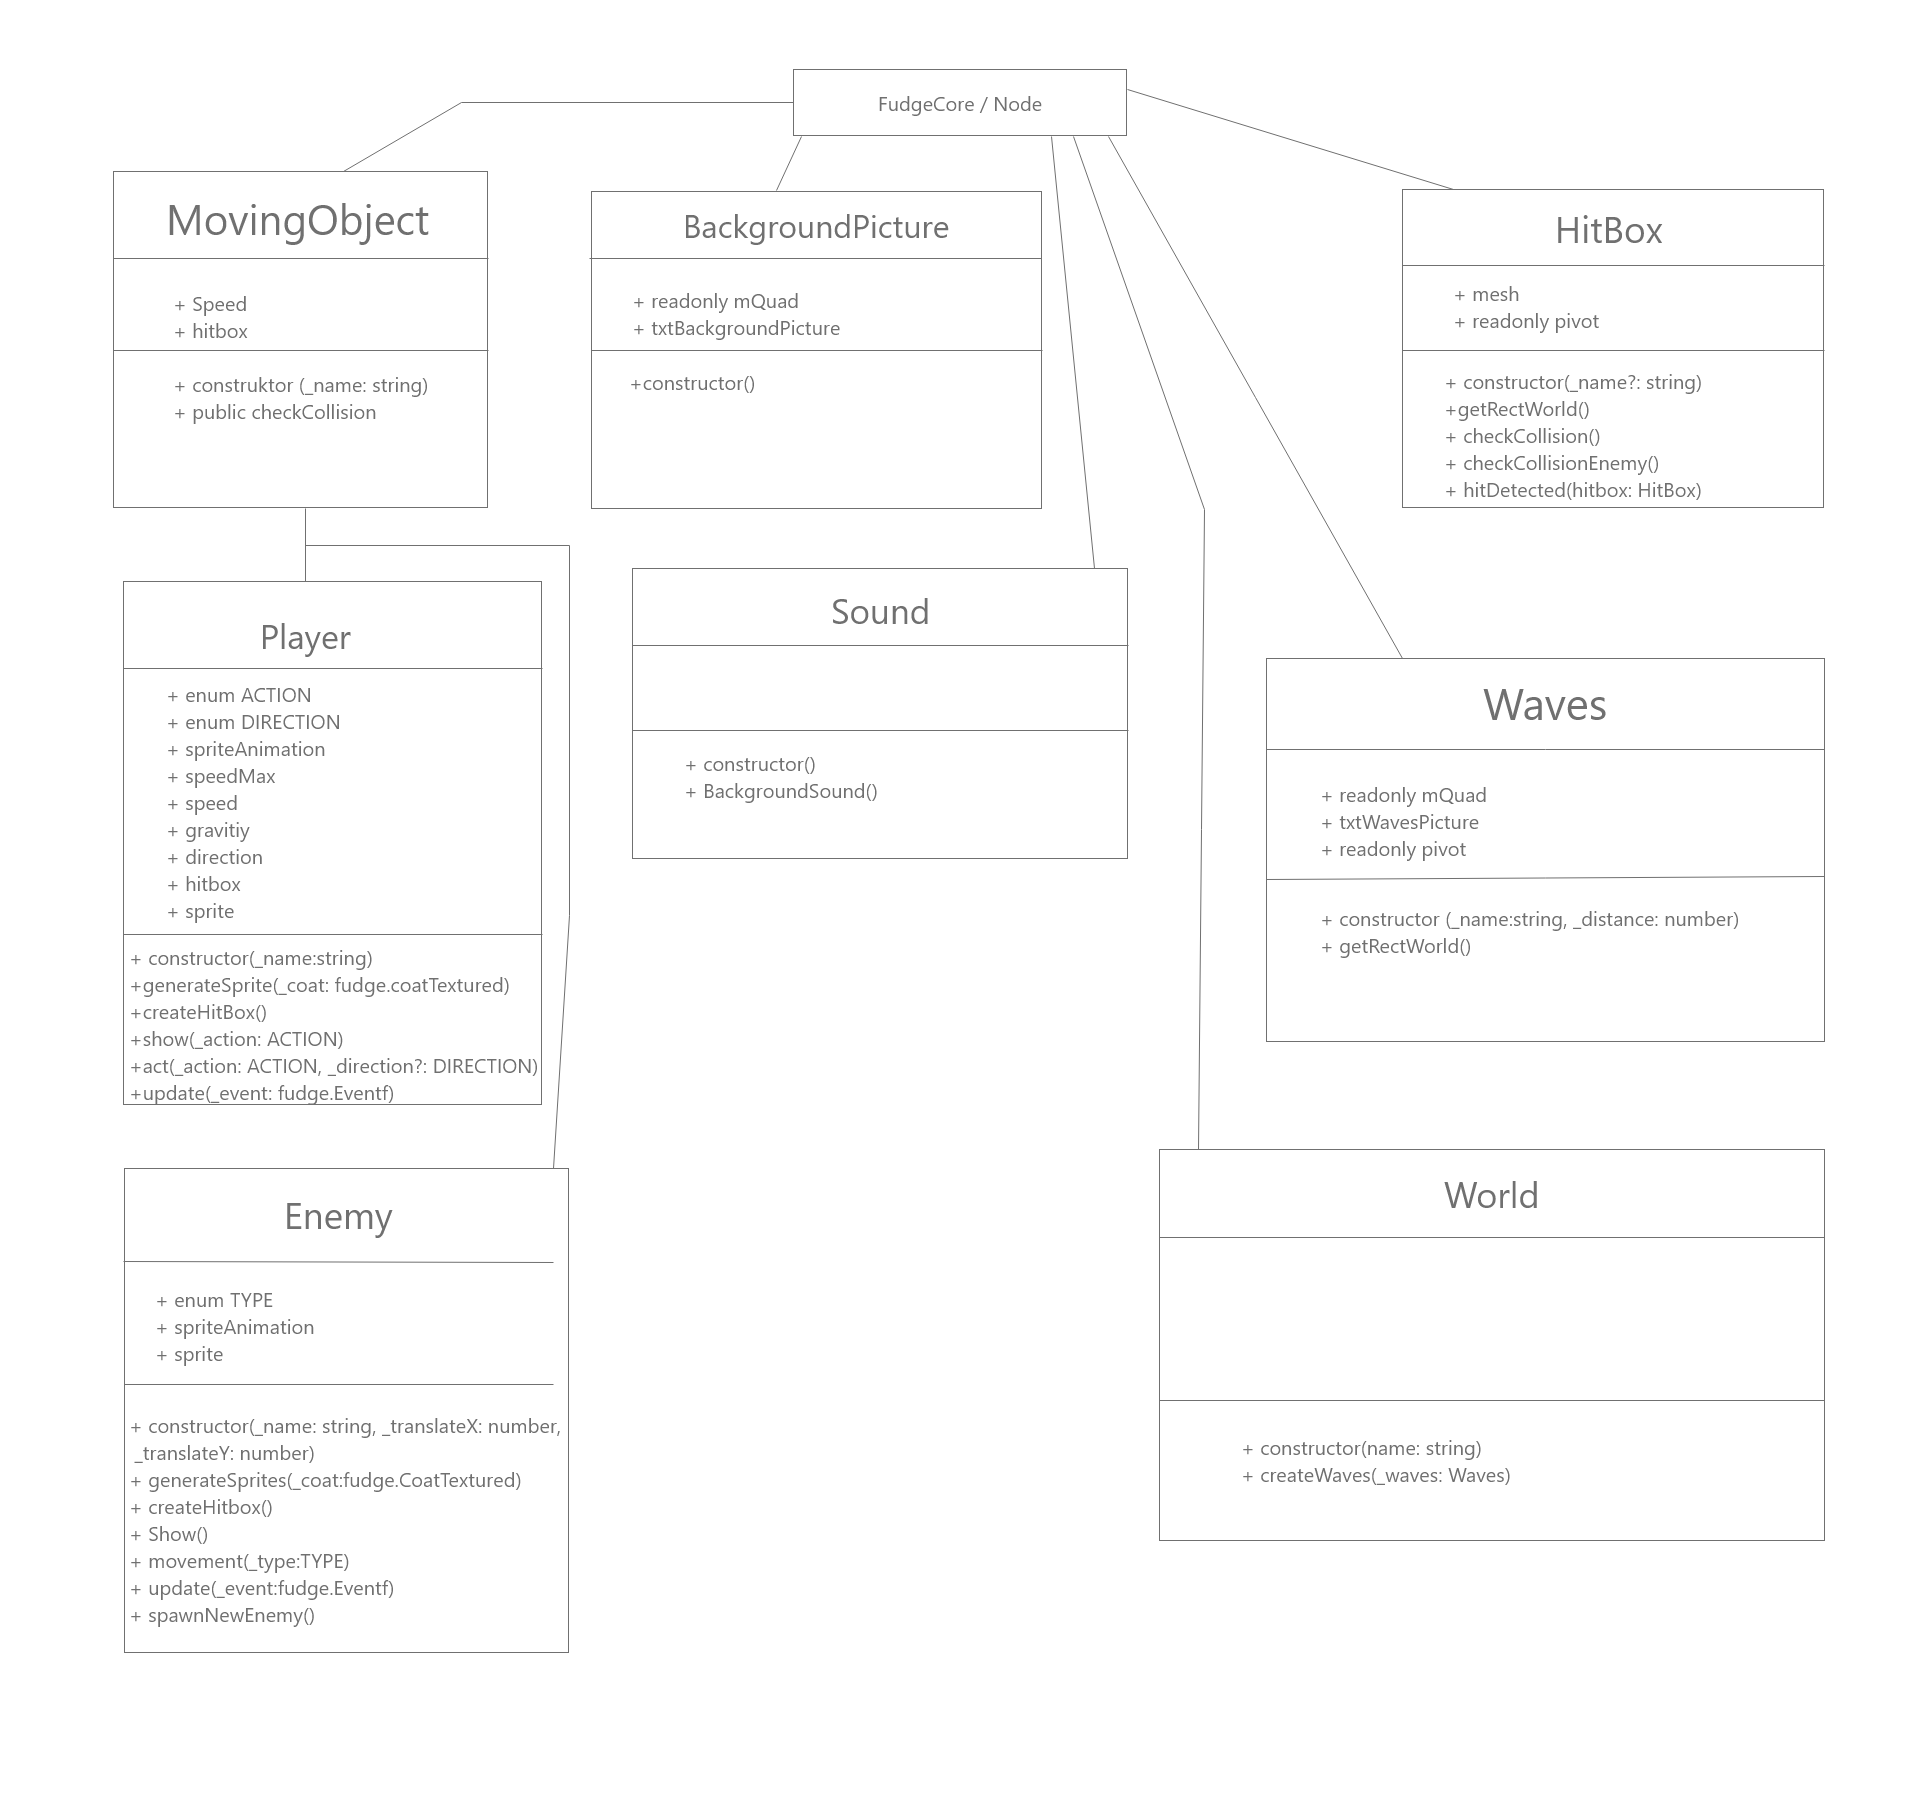 FudgeCore / Node
MovingObject
+ Speed
+ hitbox
+ construktor (_name: string)
+ public checkCollision
BackgroundPicture
+ readonly mQuad
+ txtBackgroundPicture
+constructor()
HitBox
+ mesh
+ readonly pivot
+ constructor(_name?: string)
+getRectWorld()
+ checkCollision()
+ checkCollisionEnemy()
+ hitDetected(hitbox: HitBox)
Player
+ enum ACTION
+ enum DIRECTION
+ spriteAnimation
+ speedMax
+ speed
+ gravitiy
+ direction
+ hitbox
+ sprite
+ constructor(_name:string)
+generateSprite(_coat: fudge.coatTextured)
+createHitBox()
+show(_action: ACTION)
+act(_action: ACTION, _direction?: DIRECTION)
+update(_event: fudge.Eventf)
Sound
+ constructor()
+ BackgroundSound()
Waves
+ readonly mQuad
+ txtWavesPicture
+ readonly pivot
+ constructor (_name:string, _distance: number)
+ getRectWorld()
Enemy
+ enum TYPE
+ spriteAnimation
+ sprite
+ constructor(_name: string, _translateX: number,
_translateY: number)
+ generateSprites(_coat:fudge.CoatTextured)
+ createHitbox()
+ Show()
+ movement(_type:TYPE)
+ update(_event:fudge.Eventf)
+ spawnNewEnemy()
World
+ constructor(name: string)
+ createWaves(_waves: Waves)